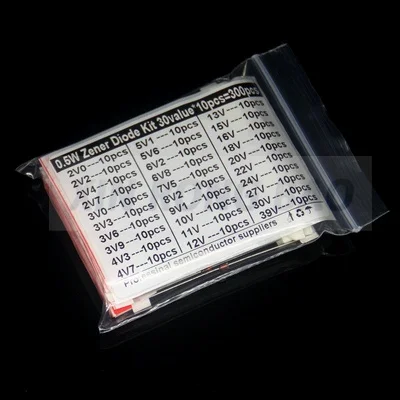 0.5W Zener Diode Kit 30value*10pcs=300pcs
2V0---10pcs
2V2---10pcs
2V4---10pcs
2V7---10pcs
3V0---10pcs
3V3---10pcs
3V6---10pcs
3V9---10pcs
4V3---10pcs
4V7---10pcs
5V1---10pcs
5V6---10pcs
6V2---10pcs
6V8---10pcs
7V5---10pcs
8V2---10pcs
9V1---10pcs
10V---10pcs
11V---10pcs
12V---10pcs
13V---10pcs
15V---10pcs
16V---10pcs
18V---10pcs
20V---10pcs
22V---10pcs
24V---10pcs
27V---10pcs
30V---10pcs
39V---10pcs
Professinal semiconductor suppliers